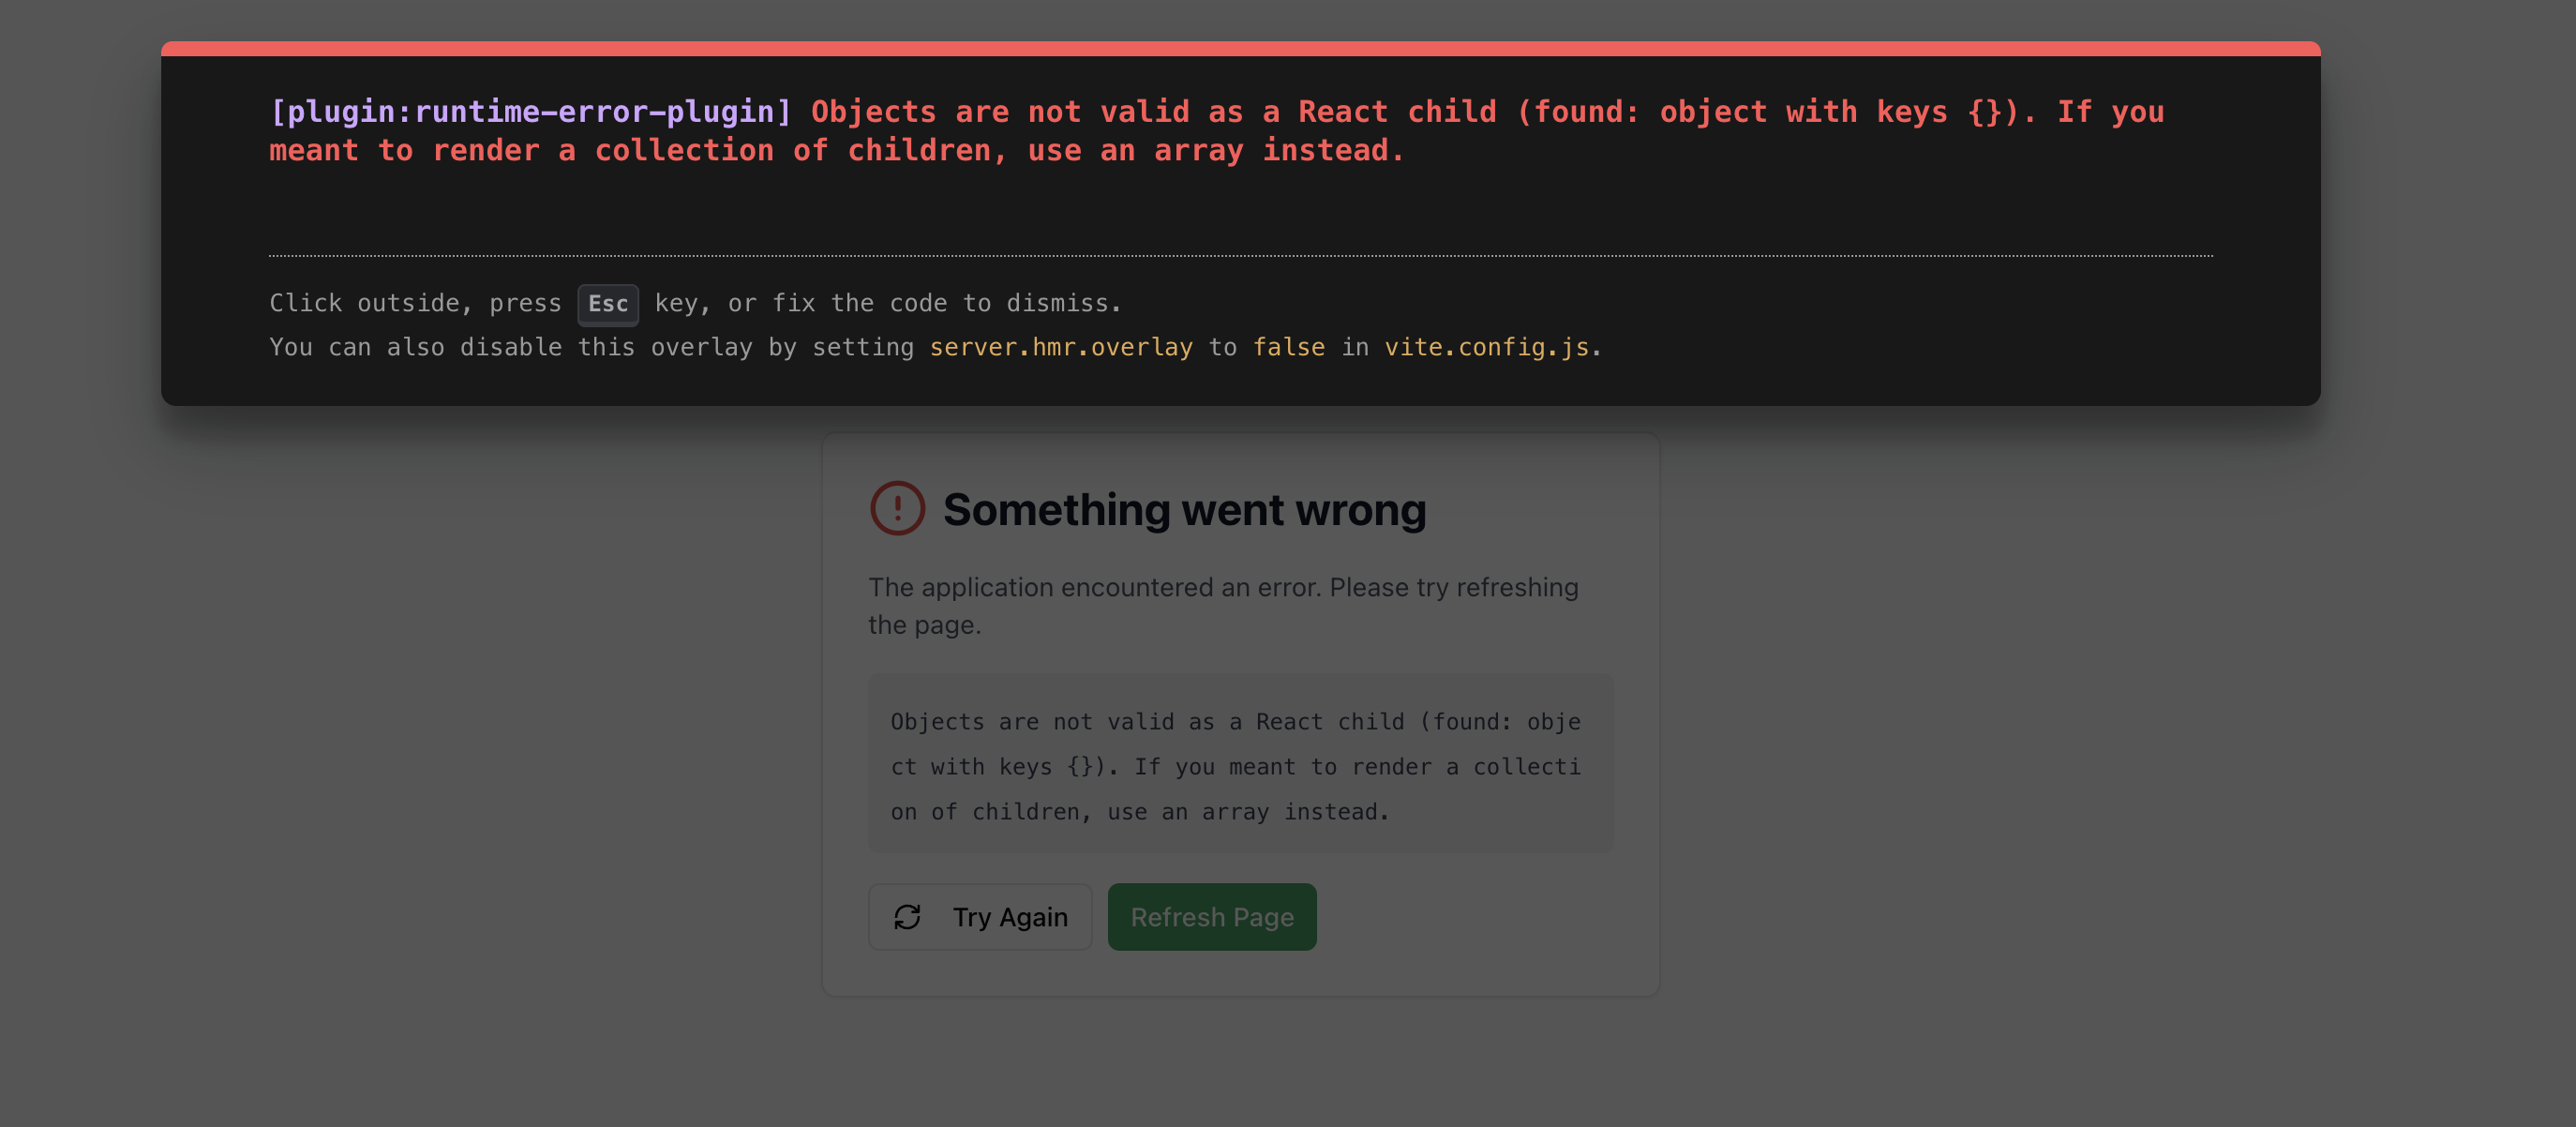 [plugin:runtime-error-plugin] Objects are not valid as a React child (found: object with keys {}). If you
meant to render a collection of children, use an array instead.
Click outside, press Esc key, or fix the code to dismiss.
You can also disable this overlay by setting server.hmr.overlay to false in vite.config.js.
Something went wrong
The application encountered an error. Please try refreshing
the page.
Objects are not valid as a React child (found: obje
ct with keys {}). If you meant to render a collecti
on of children, use an array instead.
Try Again
Refresh Page